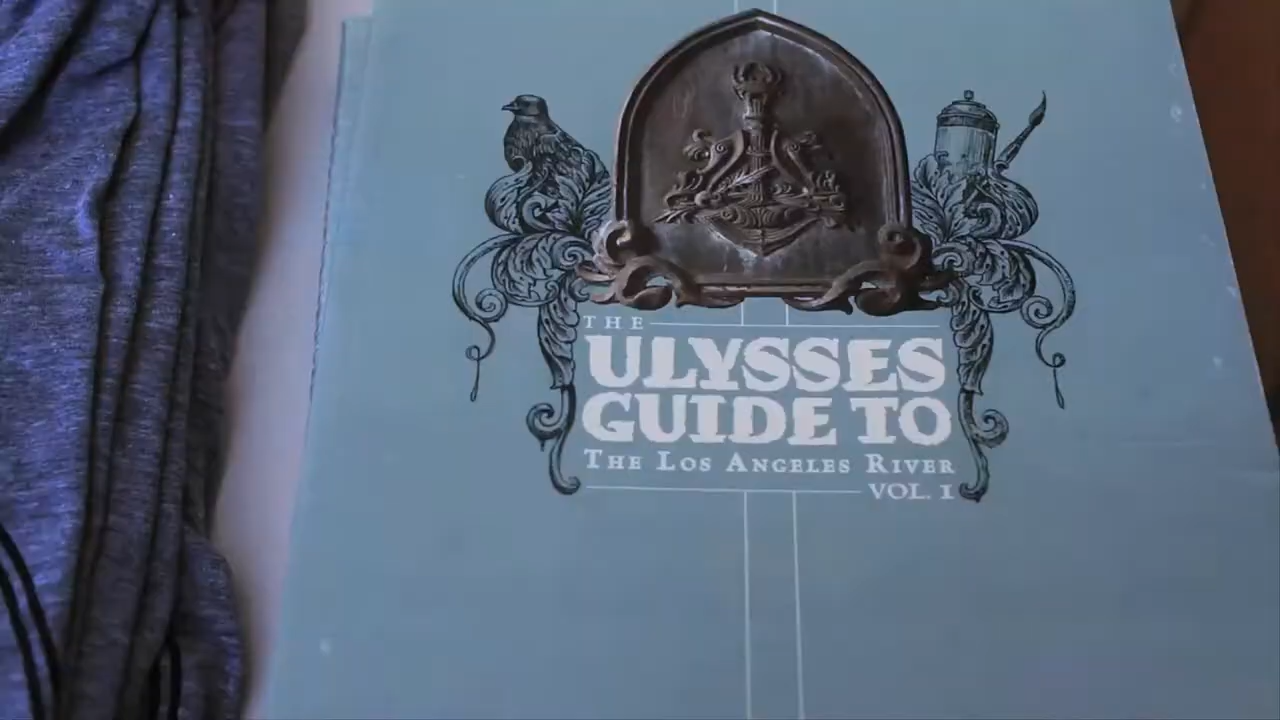 THE
ULYSSES
GUIDE TO
THE LOS ANGELES RIVER
VOL. 1